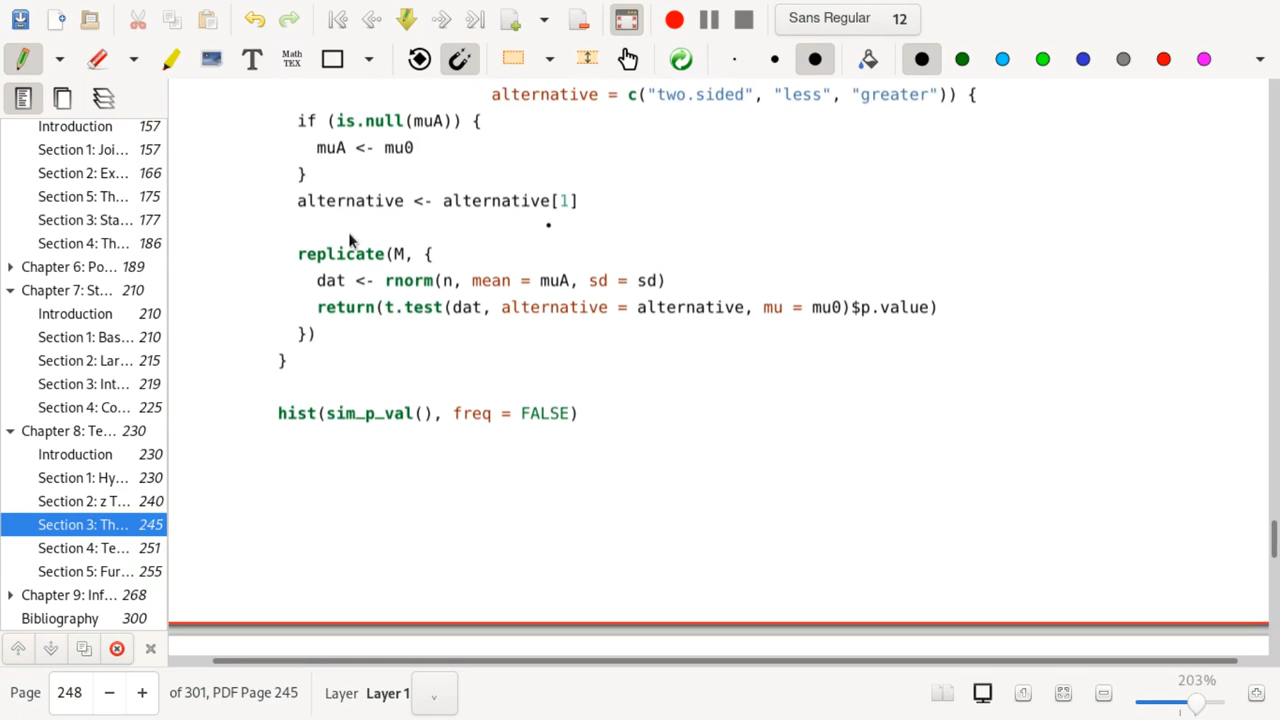 Sans Regular 12
T
Math
TEX
Introduction 157
Section 1: Joi... 157
Section 2: Ex... 166
Section 5: Th... 175
Section 3: Sta... 177
Section 4: Th... 186
Chapter 6: Po... 189
Chapter 7: St... 210
Introduction 210
Section 1: Bas... 210
Section 2: Lar... 215
Section 3: Int... 219
Section 4: Co... 225
Chapter 8: Te... 230
Introduction 230
Section 1: Hy... 230
Section 2: z T... 240
Section 3: Th... 245
Section 4: Te... 251
Section 5: Fur... 255
Chapter 9: Inf... 268
Bibliography 300
alternative = c("two.sided", "less", "greater")) {
if (is.null(muA)) {
muA <- mu0
}
alternative <- alternative[1]
replicate(M, {
dat <- rnorm(n, mean = muA, sd = sd)
return(t.test(dat, alternative = alternative, mu = mu0)$p.value)
})
}
hist(sim_p_val(), freq = FALSE)
Page 248 of 301, PDF Page 245 Layer Layer 1
203%